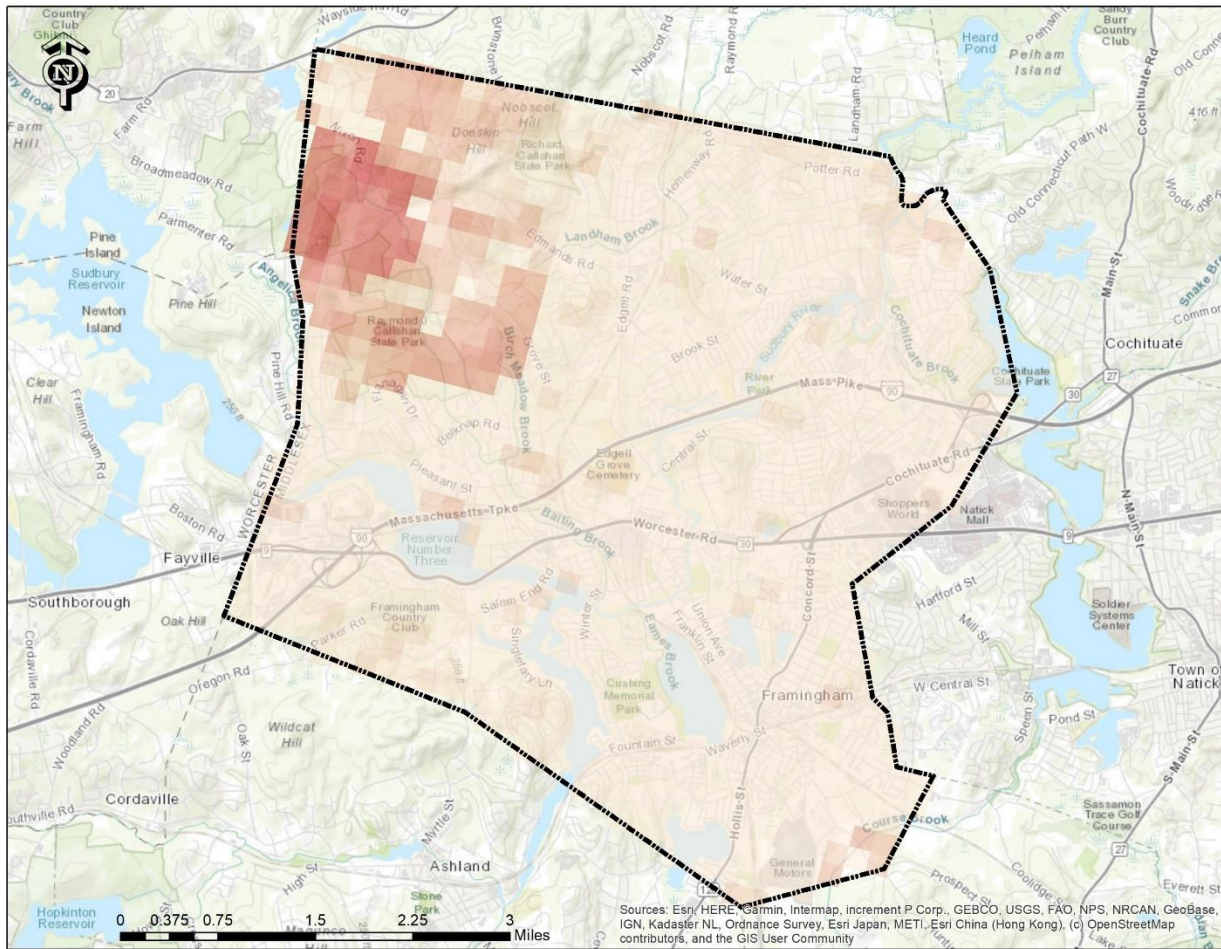 Country Club
Sandy Burr Country Club
Heard Pond
Pelham Island
N
20
Farm Rd
Farm Hill
Wayside Inn Rd
Nobscot Rd
Raymond Rd
Landham Rd
Cochituate Rd
416 ft
Old Connecticut Path W
Nobscot Hill
Doeskin Hill
Nixon Rd
Richard Callahan State Park
Hemenway Rd
Potter Rd
Broadmeadow Rd
Parmenter Rd
Pine Island
Sudbury Reservoir
Newton Island
Pine Hill
Pine Hill Rd
Landham Brook
Edmands Rd
Edgell Rd
Water St
Main St
Cochituate
Sudbury River
Cochituate Brook
Raymond J Callahan State Park
Birch Meadow Brook
Grove St
Brook St
River Park
Mass Pike
90
Cochituate State Park
30
27
Clear Hill
Framingham Rd
250 ft
Belknap Rd
Edgell Grove Cemetery
Central St
Cochituate Rd
WORCESTER
MIDDLESEX
Pleasant St
Massachusetts Tpke
Baiting Brook
Worcester Rd
30
Shoppers World
Natick Mall
9
N Main St
Boston Rd
Fayville
9
90
Reservoir Number Three
Southborough
Oak Hill
Framingham Country Club
Salem End Rd
Winter St
Eames Brook
Union Ave
Franklin St
Concord St
Hartford St
Mill St
Soldier Systems Center
Parker Rd
Singletary Ln
Cordaville Rd
Oregon Rd
Woodland Rd
Oak St
Wildcat Hill
Cushing Memorial Park
Framingham
W Central St
Speen St
Pond St
Town of Natick
Fountain St
Waverly St
S Main St
Cordaville
Myrtle St
Hollis St
Course Brook
Sassamon Trace Golf Course
27
Ashland
High St
Stone Park
General Motors
Everett St
Hopkinton Reservoir
0 0.375 0.75 1.5 2.25 3
Miles
Sources: Esri, HERE, Garmin, Intermap, increment P Corp., GEBCO, USGS, FAO, NPS, NRCAN, GeoBase,
IGN, Kadaster NL, Ordnance Survey, Esri Japan, METI, Esri China (Hong Kong), (c) OpenStreetMap
contributors, and the GIS User Community